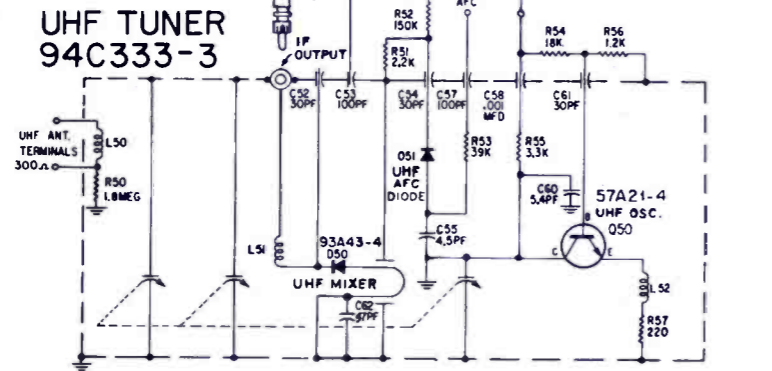 UHF TUNER
94C333-3
IF
OUTPUT
R52
150K
AFC
R51
2.2K
R54
18K
R56
1.2K
C52
30PF
C53
100PF
C54
30PF
C57
100PF
C58
.001
MFD
C61
30PF
UHF ANT.
TERMINALS
300Ω
L50
R50
1.8MEG
D51
UHF
AFC
DIODE
R53
39K
R55
3.3K
C60
5.4PF
57A21-4
UHF OSC.
Q50
B
C
E
C55
4.5PF
L51
93A43-4
D50
UHF MIXER
C62
47PF
L52
R57
220